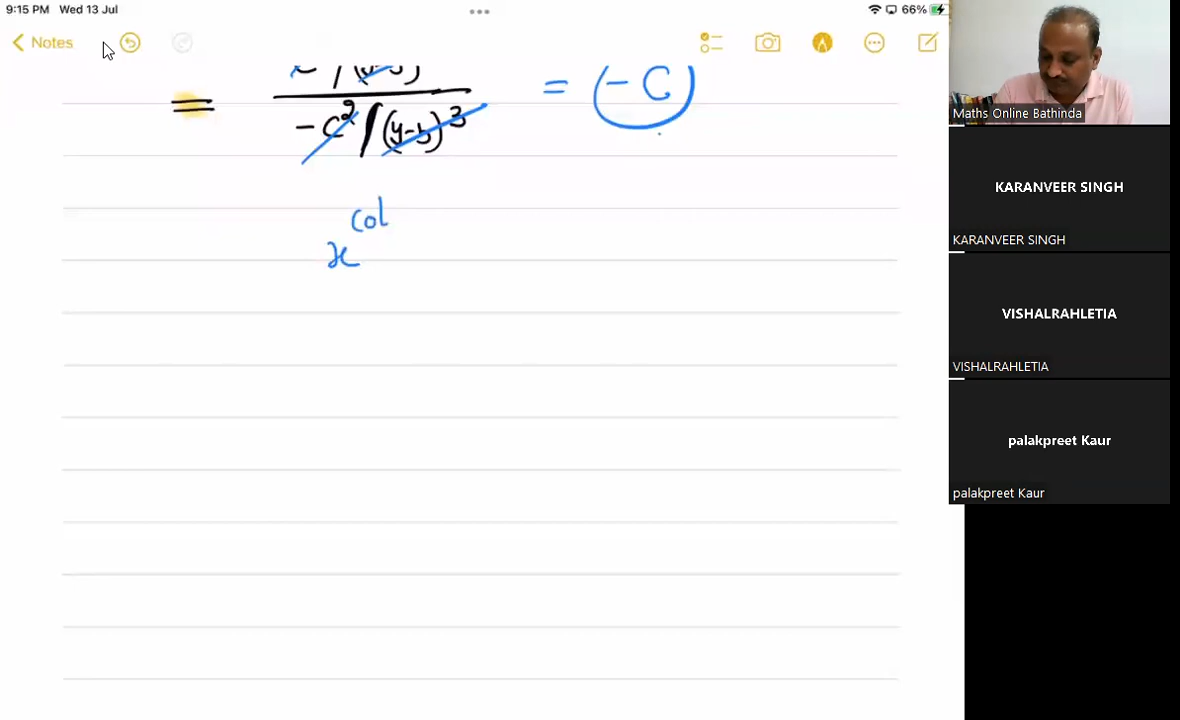 9:15 PM Wed 13 Jul
66%
Notes
= / (y-b) = (-C)
-C² / (y-b)³
Col
x
Maths Online Bathinda
KARANVEER SINGH
KARANVEER SINGH
VISHALRAHLETIA
VISHALRAHLETIA
palakpreet Kaur
palakpreet Kaur